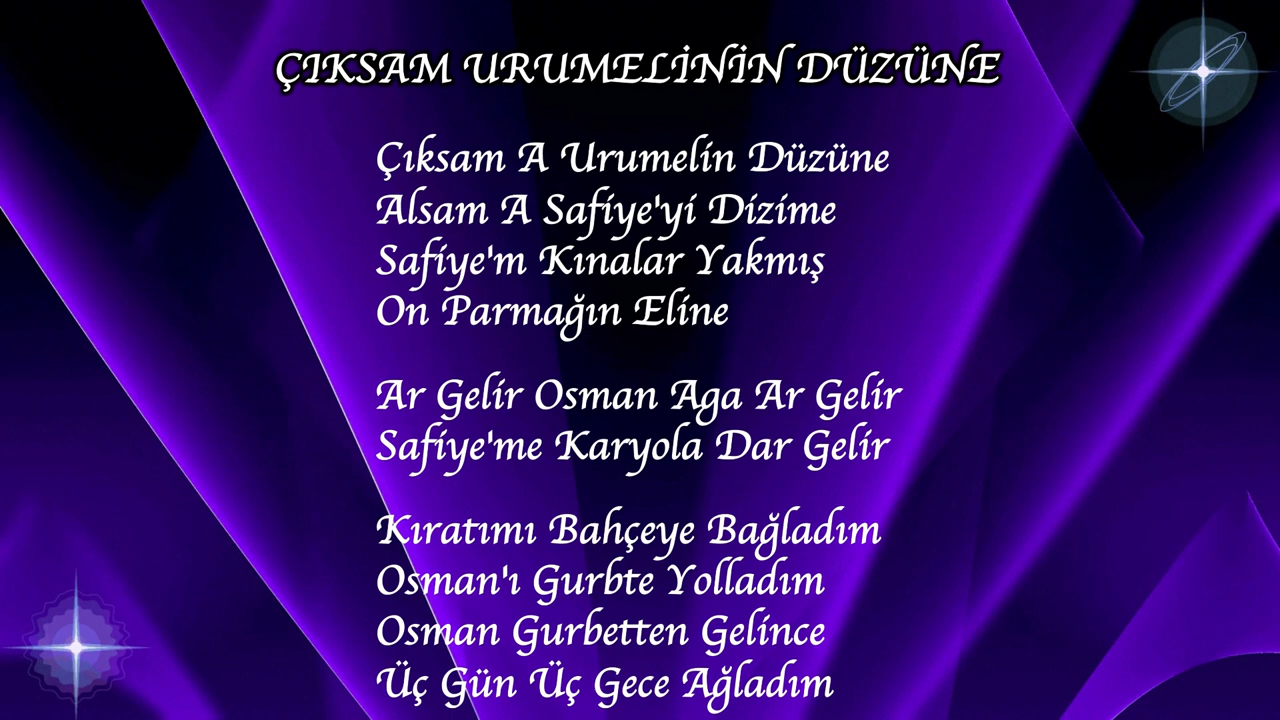 ÇIKSAM URUMELİNİN DÜZÜNE
Çıksam A Urumelin Düzüne
Alsam A Safiye'yi Dizime
Safiye'm Kınalar Yakmış
On Parmağın Eline
Ar Gelir Osman Aga Ar Gelir
Safiye'me Karyola Dar Gelir
Kıratımı Bahçeye Bağladım
Osman'ı Gurbte Yolladım
Osman Gurbetten Gelince
Üç Gün Üç Gece Ağladım